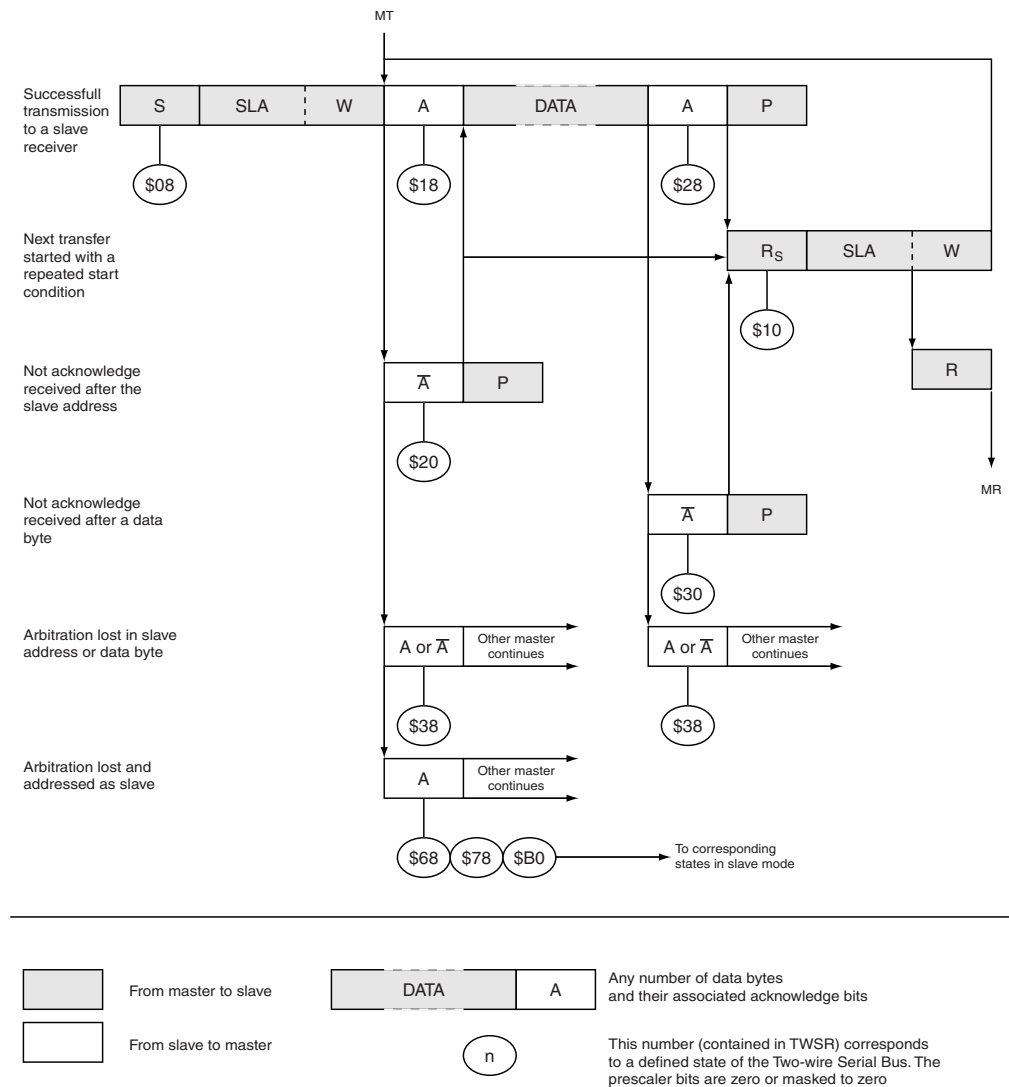 MT
Successfull
transmission
to a slave
receiver
S SLA W A DATA A P
$08 $18 $28
Next transfer
started with a
repeated start
condition
RS SLA W
$10
Not acknowledge
received after the
slave address
A̅ P
R
$20
MR
Not acknowledge
received after a data
byte
A̅ P
$30
Arbitration lost in slave
address or data byte
A or A̅ Other master
continues
A or A̅ Other master
continues
$38 $38
Arbitration lost and
addressed as slave
A Other master
continues
$68 $78 $B0
To corresponding
states in slave mode
From master to slave
DATA A
Any number of data bytes
and their associated acknowledge bits
From slave to master
n
This number (contained in TWSR) corresponds
to a defined state of the Two-wire Serial Bus. The
prescaler bits are zero or masked to zero